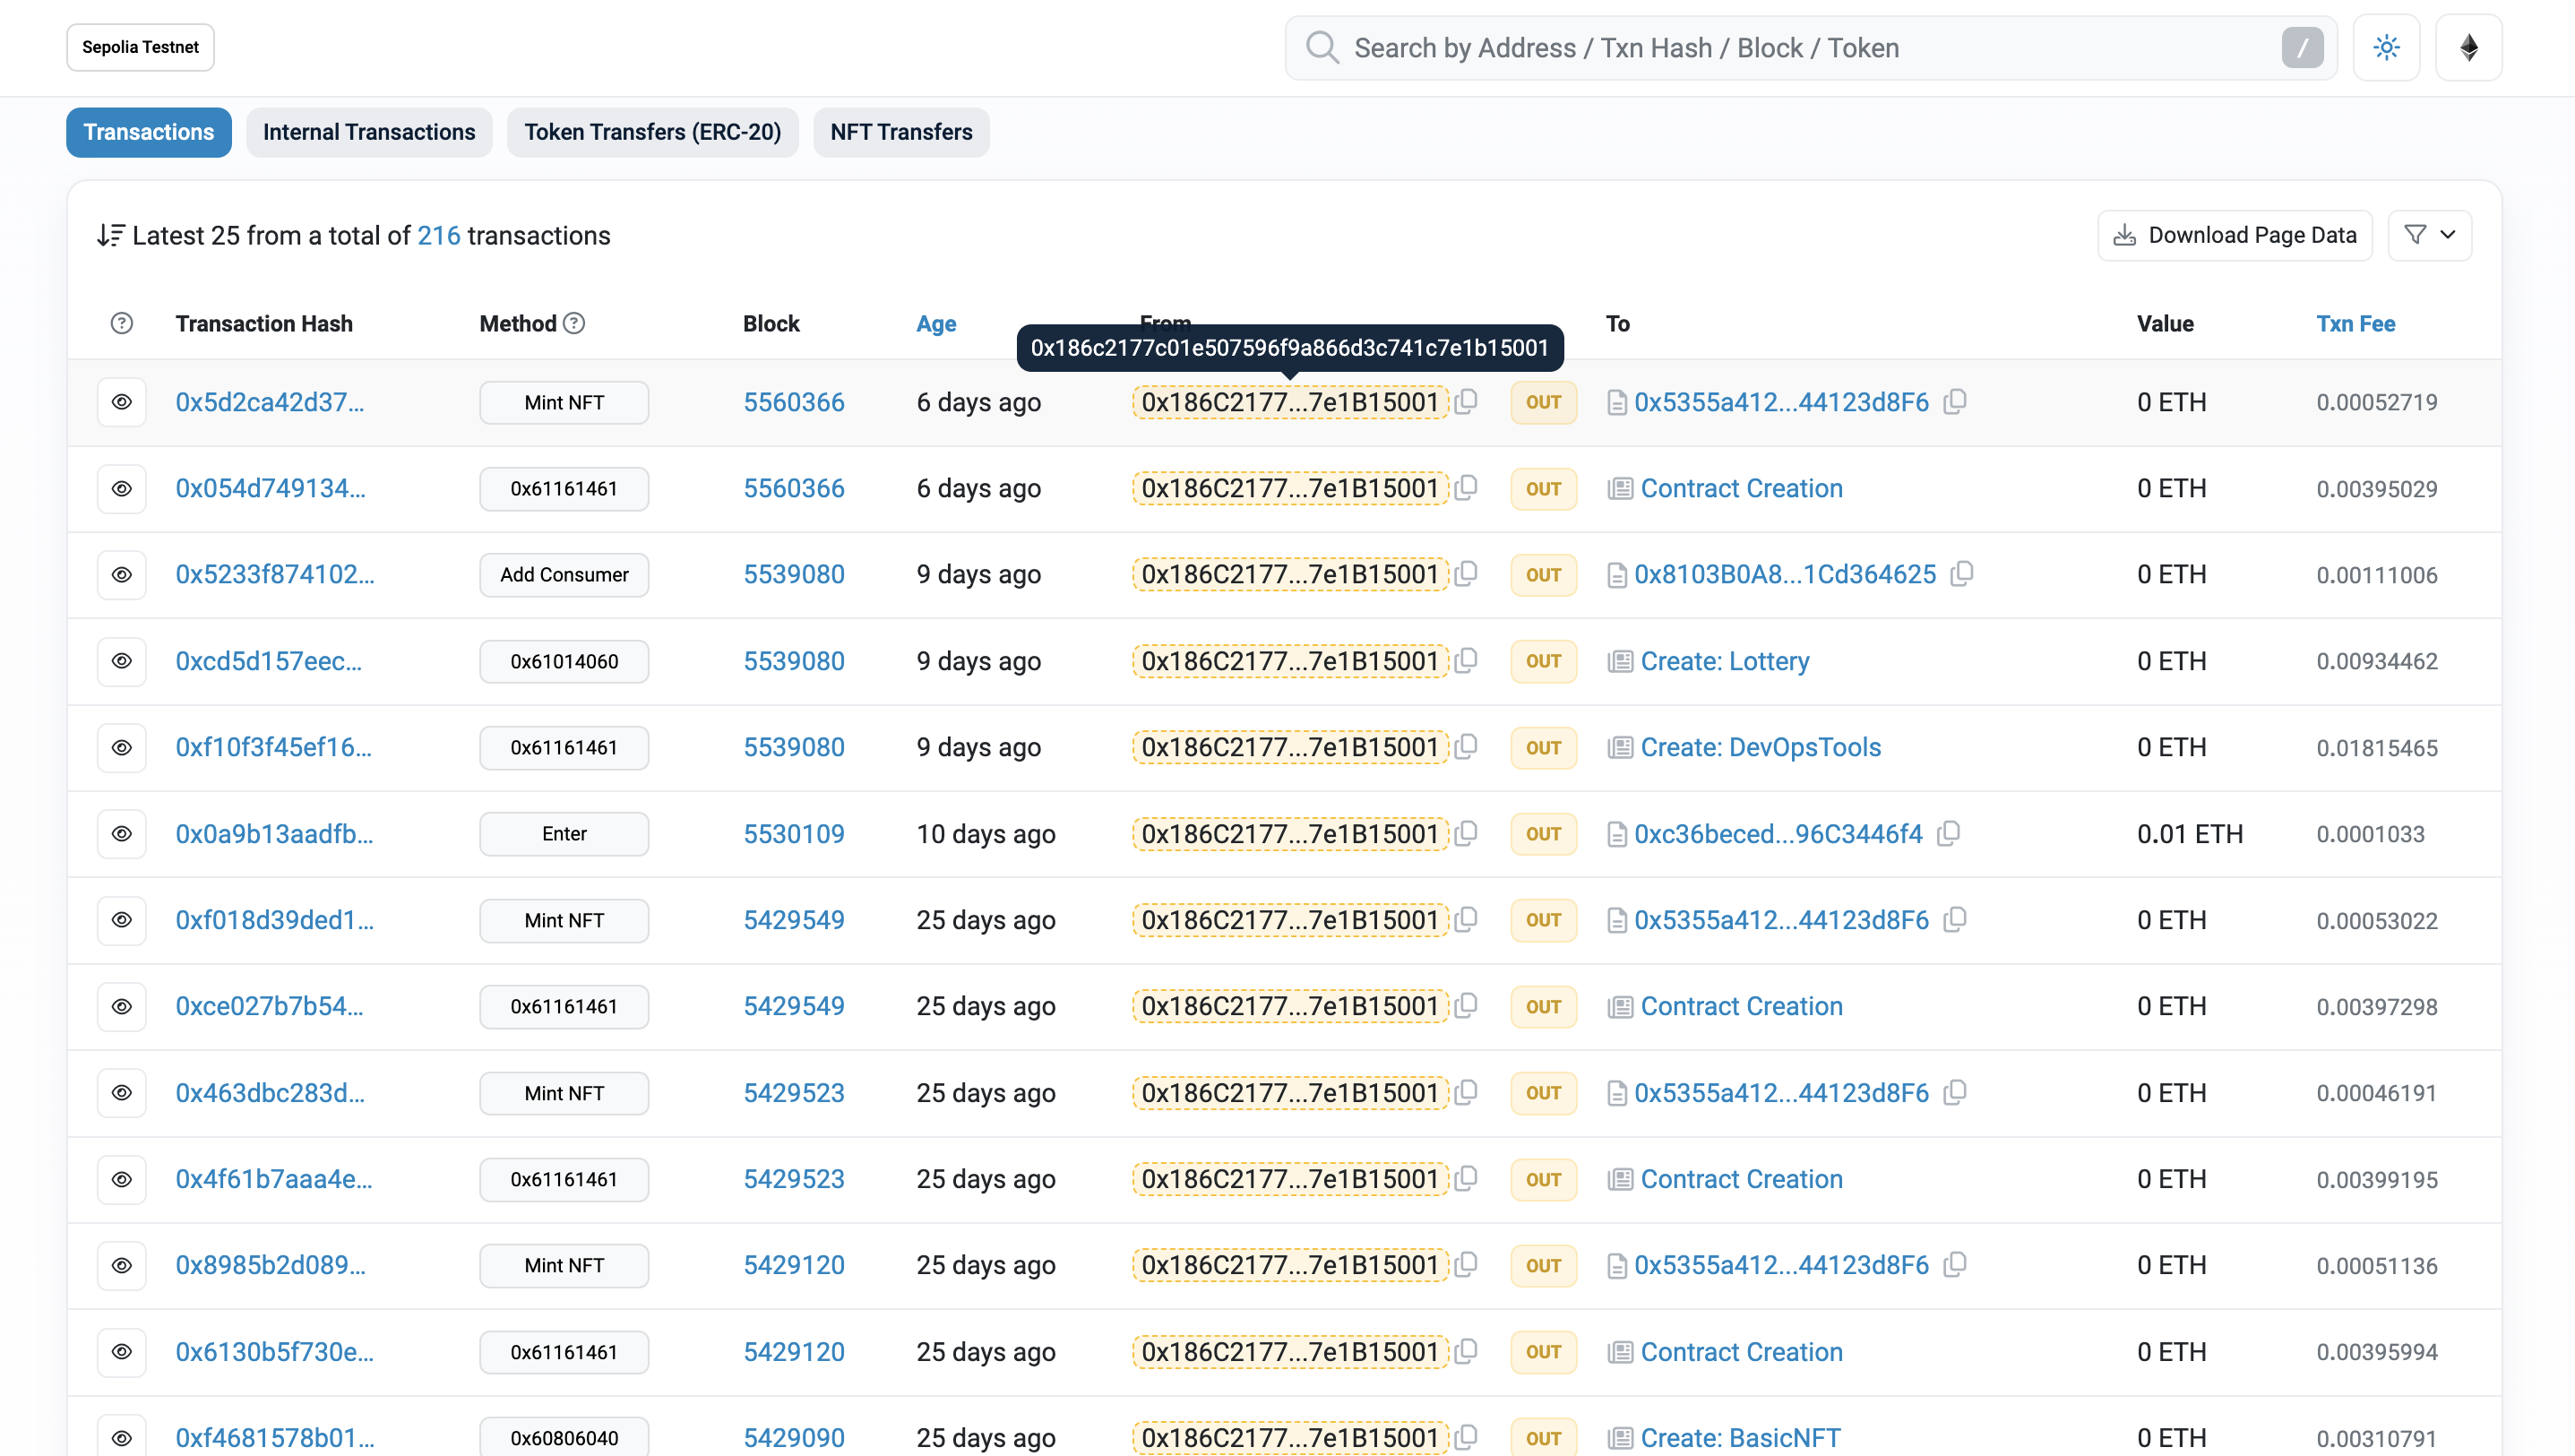 Sepolia Testnet
Search by Address / Txn Hash / Block / Token /
Transactions Internal Transactions Token Transfers (ERC-20) NFT Transfers
Latest 25 from a total of 216 transactions Download Page Data
Transaction Hash Method Block Age From To Value Txn Fee
0x186c2177c01e507596f9a866d3c741c7e1b15001
0x5d2ca42d37... Mint NFT 5560366 6 days ago 0x186C2177...7e1B15001 OUT 0x5355a412...44123d8F6 0 ETH 0.00052719
0x054d749134... 0x61161461 5560366 6 days ago 0x186C2177...7e1B15001 OUT Contract Creation 0 ETH 0.00395029
0x5233f874102... Add Consumer 5539080 9 days ago 0x186C2177...7e1B15001 OUT 0x8103B0A8...1Cd364625 0 ETH 0.00111006
0xcd5d157eec... 0x61014060 5539080 9 days ago 0x186C2177...7e1B15001 OUT Create: Lottery 0 ETH 0.00934462
0xf10f3f45ef16... 0x61161461 5539080 9 days ago 0x186C2177...7e1B15001 OUT Create: DevOpsTools 0 ETH 0.01815465
0x0a9b13aadfb... Enter 5530109 10 days ago 0x186C2177...7e1B15001 OUT 0xc36beced...96C3446f4 0.01 ETH 0.0001033
0xf018d39ded1... Mint NFT 5429549 25 days ago 0x186C2177...7e1B15001 OUT 0x5355a412...44123d8F6 0 ETH 0.00053022
0xce027b7b54... 0x61161461 5429549 25 days ago 0x186C2177...7e1B15001 OUT Contract Creation 0 ETH 0.00397298
0x463dbc283d... Mint NFT 5429523 25 days ago 0x186C2177...7e1B15001 OUT 0x5355a412...44123d8F6 0 ETH 0.00046191
0x4f61b7aaa4e... 0x61161461 5429523 25 days ago 0x186C2177...7e1B15001 OUT Contract Creation 0 ETH 0.00399195
0x8985b2d089... Mint NFT 5429120 25 days ago 0x186C2177...7e1B15001 OUT 0x5355a412...44123d8F6 0 ETH 0.00051136
0x6130b5f730e... 0x61161461 5429120 25 days ago 0x186C2177...7e1B15001 OUT Contract Creation 0 ETH 0.00395994
0xf4681578b01... 0x60806040 5429090 25 days ago 0x186C2177...7e1B15001 OUT Create: BasicNFT 0 ETH 0.00310791